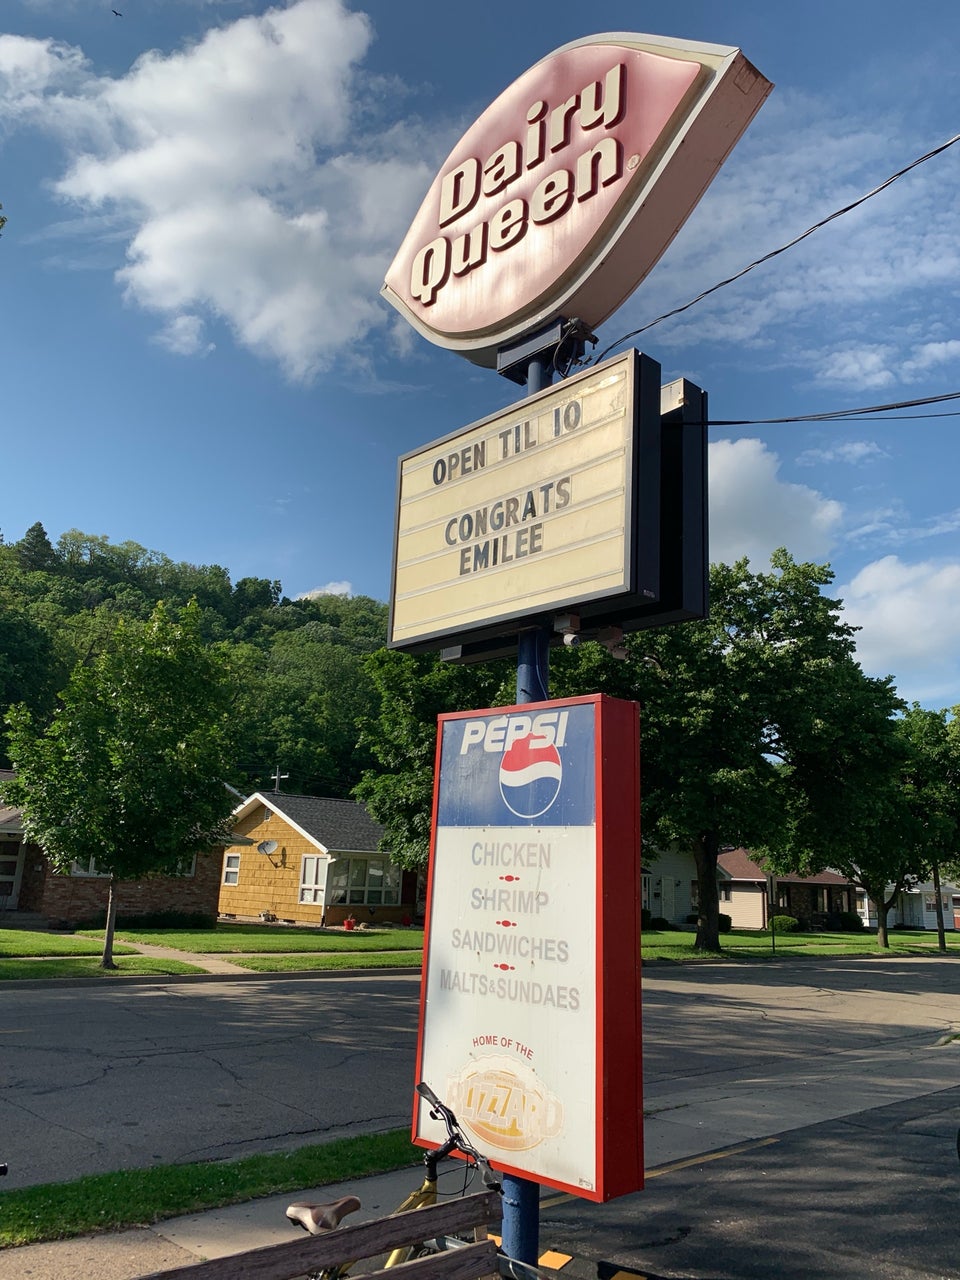 Dairy
Queen®
OPEN TIL 10
CONGRATS
EMILEE
PEPSI
CHICKEN
SHRIMP
SANDWICHES
MALTS&SUNDAES
HOME OF THE
BLIZZARD